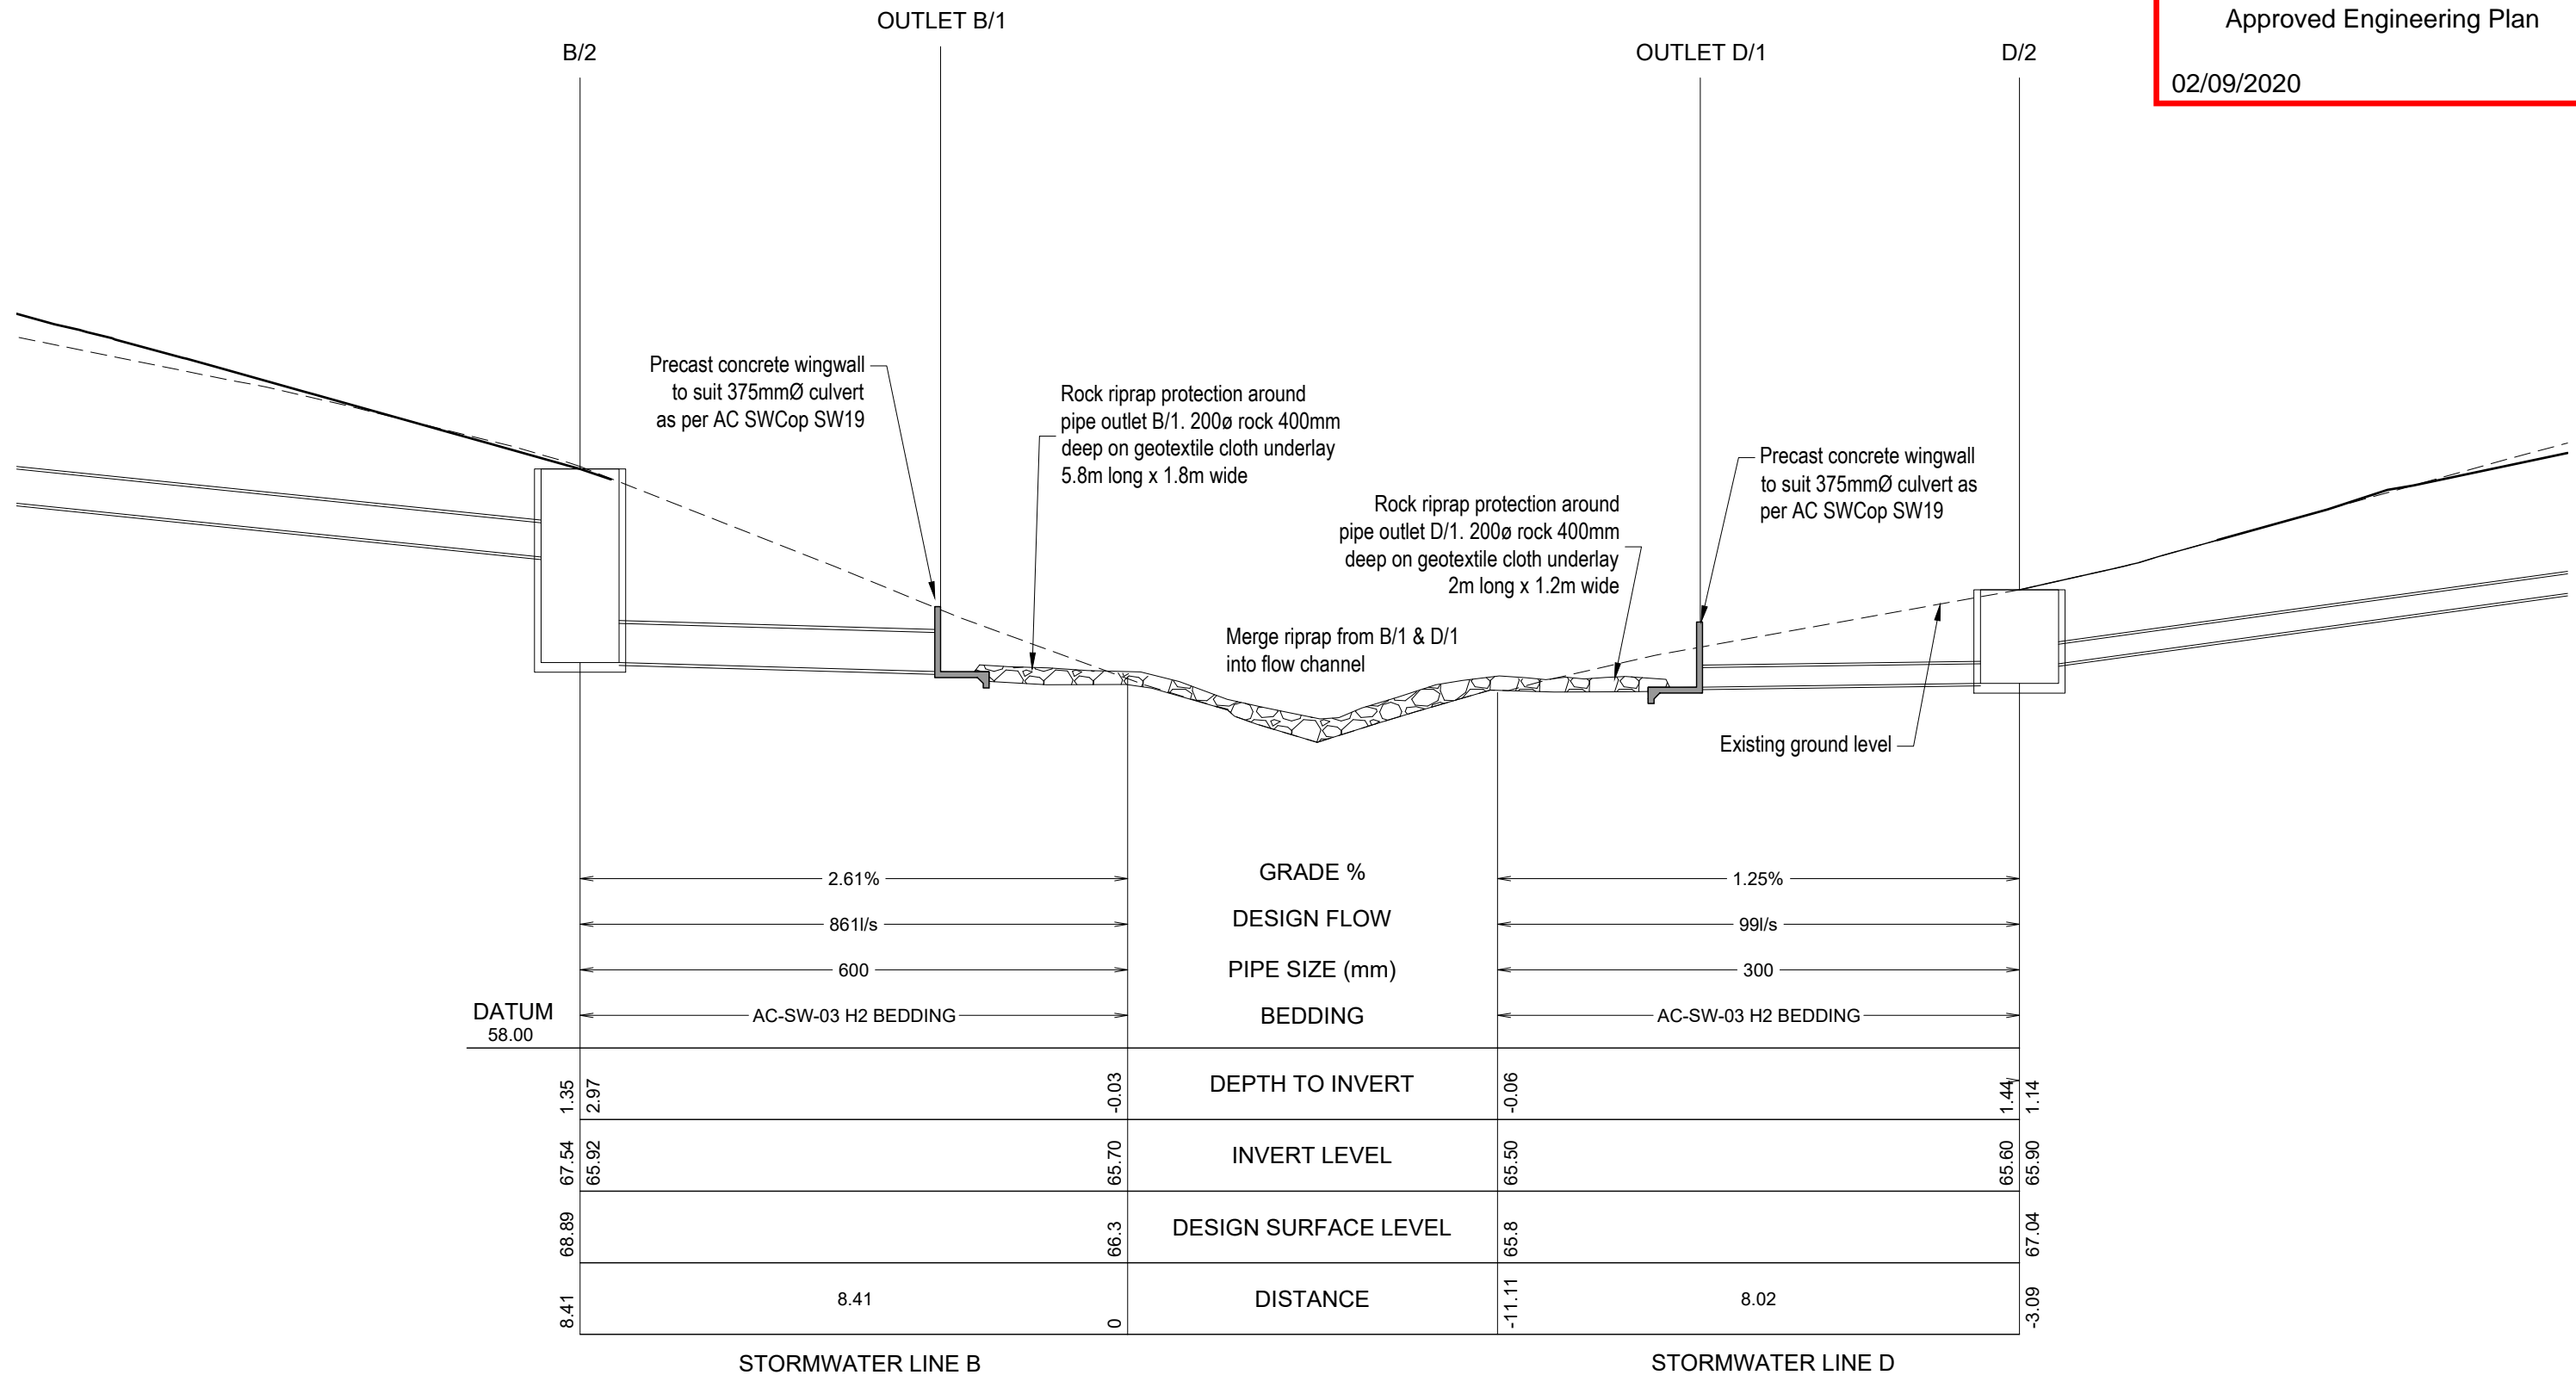 Approved Engineering Plan
02/09/2020
OUTLET B/1
B/2
OUTLET D/1
D/2
Precast concrete wingwall
to suit 375mmØ culvert
as per AC SWCop SW19
Rock riprap protection around
pipe outlet B/1. 200ø rock 400mm
deep on geotextile cloth underlay
5.8m long x 1.8m wide
Rock riprap protection around
pipe outlet D/1. 200ø rock 400mm
deep on geotextile cloth underlay
2m long x 1.2m wide
Precast concrete wingwall
to suit 375mmØ culvert as
per AC SWCop SW19
Merge riprap from B/1 & D/1
into flow channel
Existing ground level
2.61% GRADE % 1.25%
861l/s DESIGN FLOW 99l/s
600 PIPE SIZE (mm) 300
DATUM
58.00
AC-SW-03 H2 BEDDING BEDDING AC-SW-03 H2 BEDDING
1.35 2.97 -0.03 DEPTH TO INVERT -0.06 1.44 1.14
67.54 65.92 65.70 INVERT LEVEL 65.50 65.60 65.90
68.89 66.3 DESIGN SURFACE LEVEL 65.8 67.04
8.41 8.41 0 DISTANCE -11.11 8.02 -3.09
STORMWATER LINE B
STORMWATER LINE D